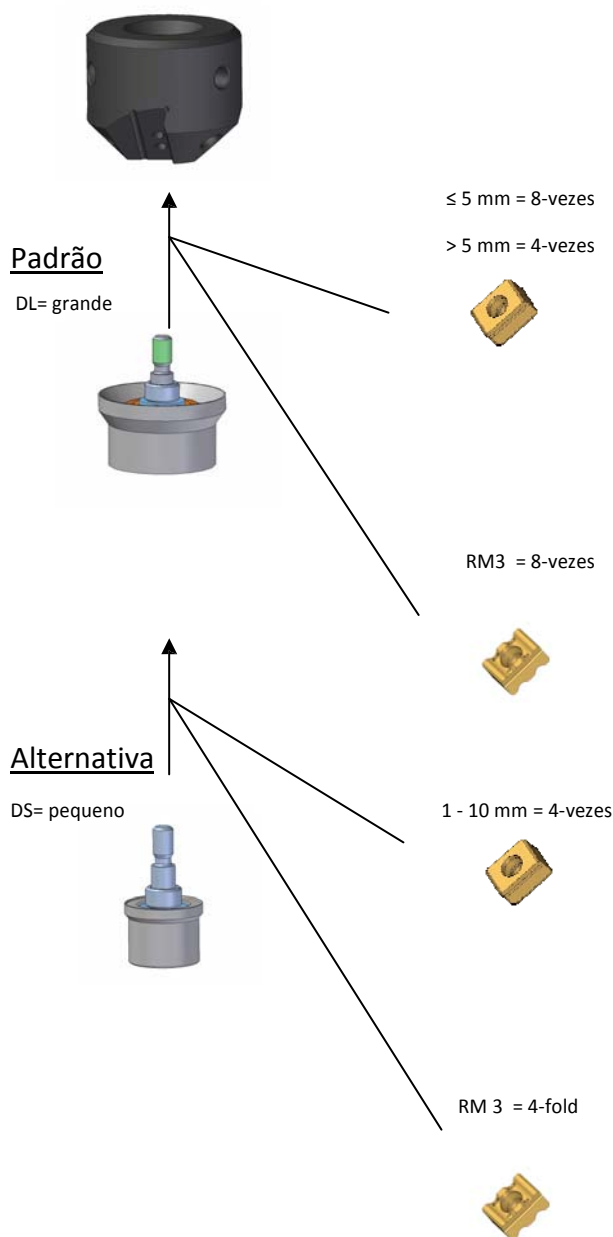 ≤ 5 mm = 8-vezes
> 5 mm = 4-vezes
Padrão
DL= grande
RM3  = 8-vezes
Alternativa
DS= pequeno
1 - 10 mm = 4-vezes
RM 3  = 4-fold